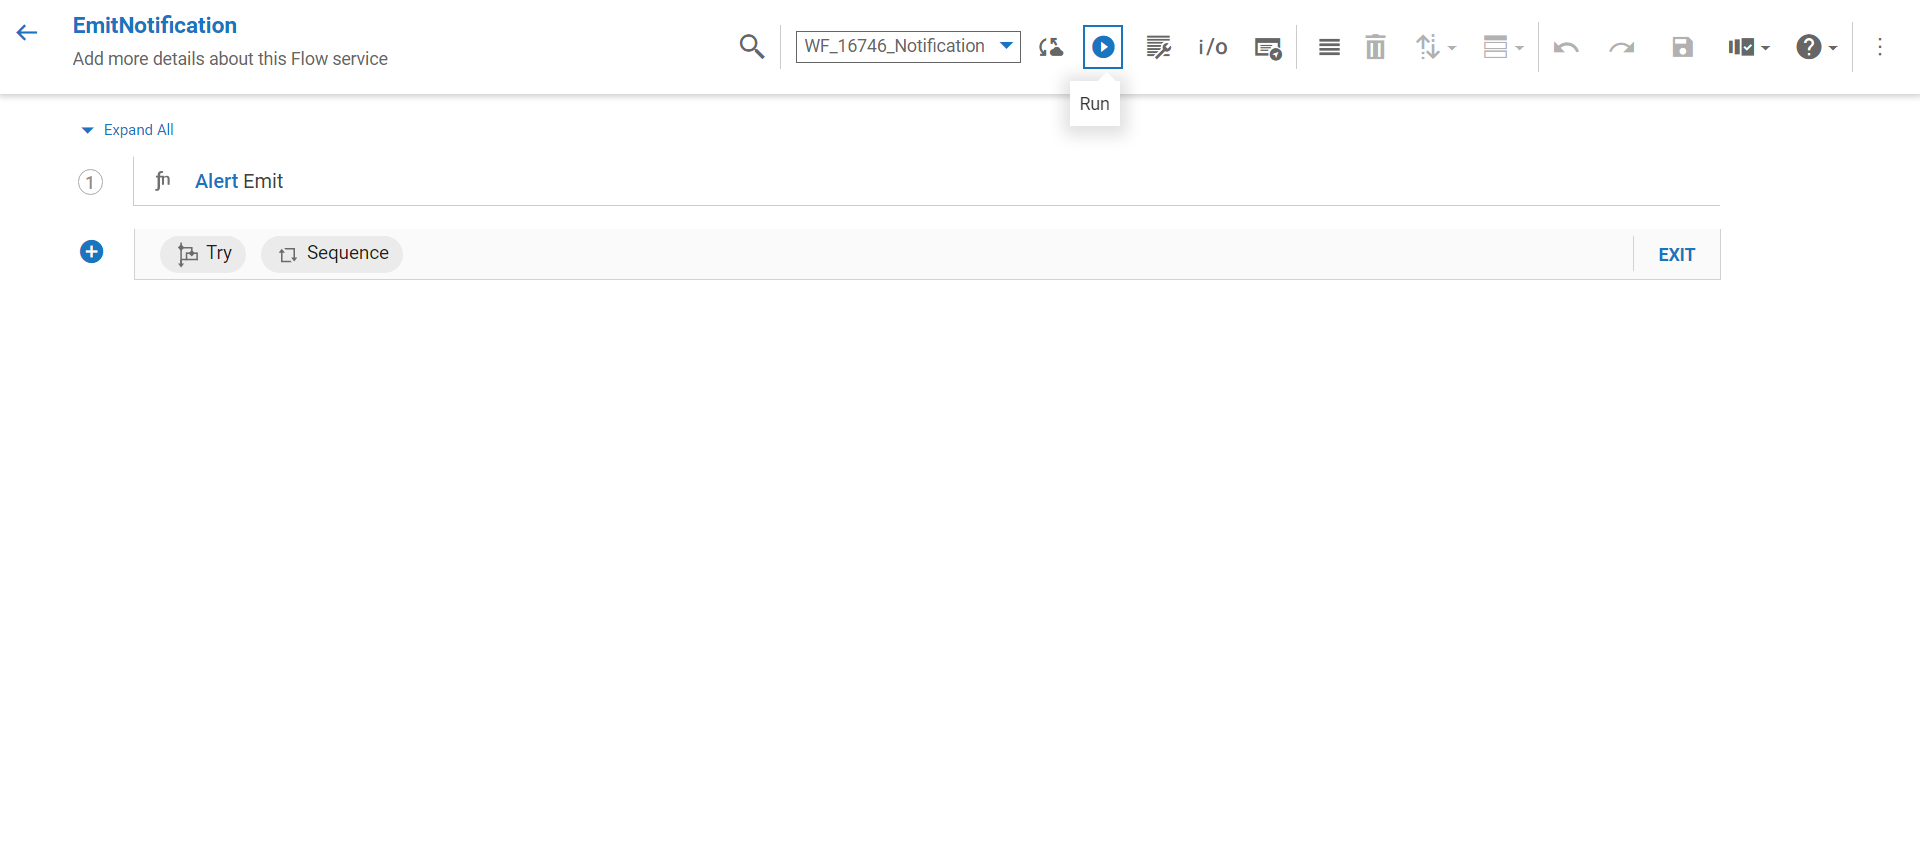 EmitNotification
Add more details about this Flow service
WF_16746_Notification
i/o
?
Run
Expand All
1
fn Alert Emit
Try
Sequence
EXIT